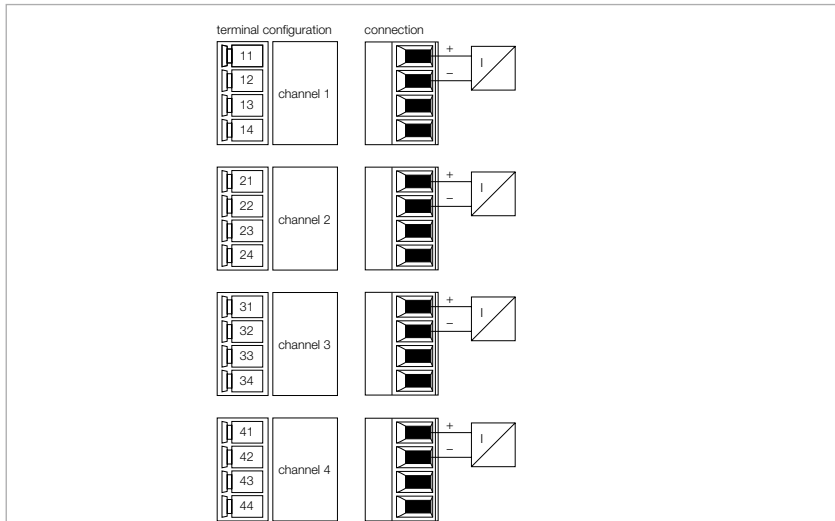 terminal configuration connection
11
12
13
14
channel 1
+
–
I
21
22
23
24
channel 2
+
–
I
31
32
33
34
channel 3
+
–
I
41
42
43
44
channel 4
+
–
I